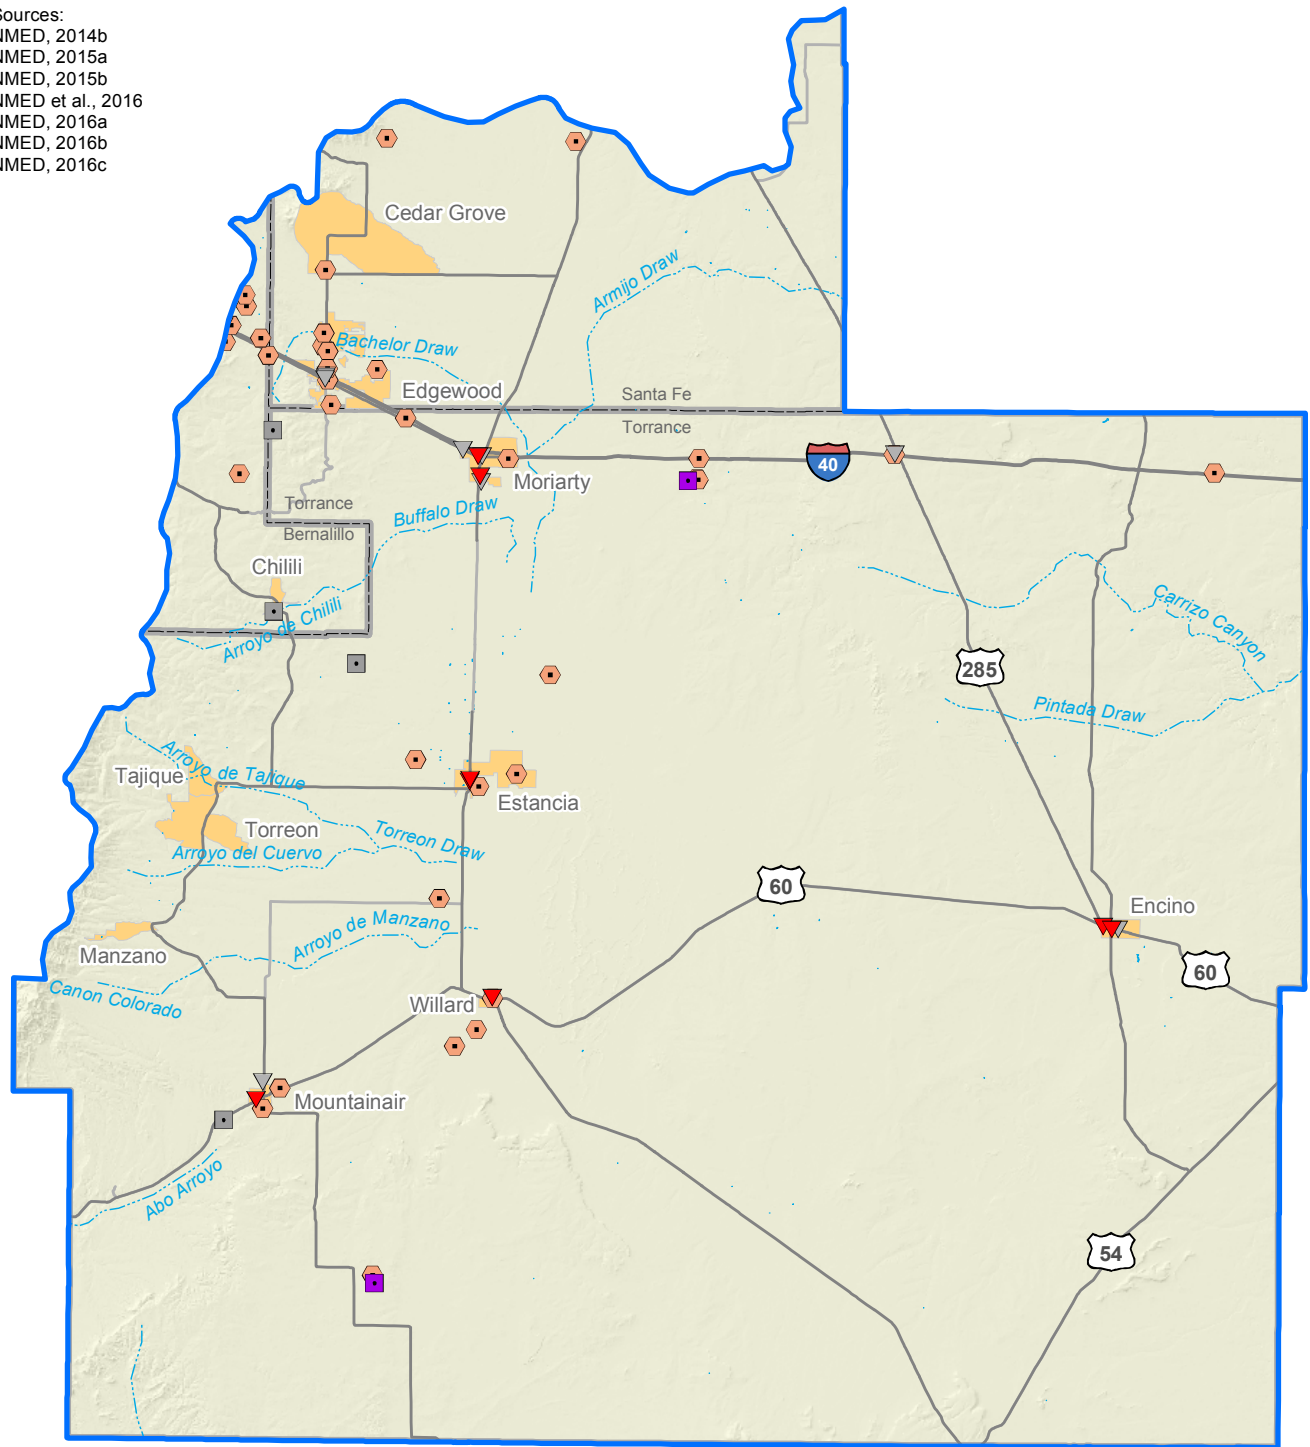 Sources:
NMED, 2014b
NMED, 2015a
NMED, 2015b
NMED et al., 2016
NMED, 2016a
NMED, 2016b
NMED, 2016c
Cedar Grove
Armijo Draw
Bachelor Draw
Edgewood
Santa Fe
Torrance
40
Moriarty
Torrance
Buffalo Draw
Bernalillo
Chilili
Arroyo de Chilili
Carrizo Canyon
285
Pintada Draw
Arroyo de Tajique
Tajique
Estancia
Torreon
Torreon Draw
Arroyo del Cuervo
60
Encino
Arroyo de Manzano
Manzano
60
Canon Colorado
Willard
Mountainair
Abo Arroyo
54